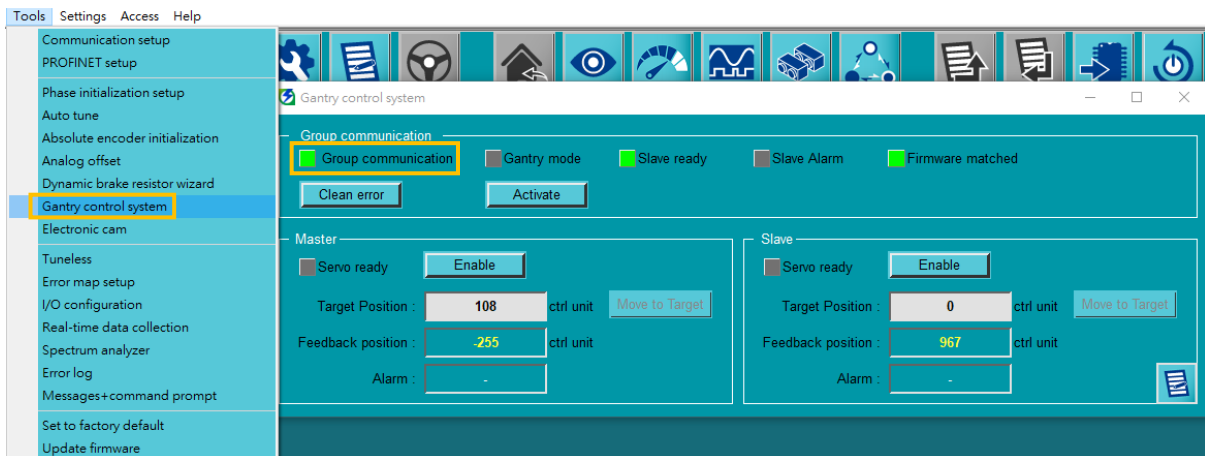 Tools Settings Access Help
Communication setup
PROFINET setup
Phase initialization setup
Auto tune
Absolute encoder initialization
Analog offset
Dynamic brake resistor wizard
Gantry control system
Electronic cam
Tuneless
Error map setup
I/O configuration
Real-time data collection
Spectrum analyzer
Error log
Messages+command prompt
Set to factory default
Update firmware
Gantry control system
Group communication
Group communication Gantry mode Slave ready Slave Alarm Firmware matched
Clean error Activate
Master
Servo ready Enable
Target Position : 108 ctrl unit Move to Target
Feedback position : -255 ctrl unit
Alarm : -
Slave
Servo ready Enable
Target Position : 0 ctrl unit Move to Target
Feedback position : 967 ctrl unit
Alarm : -